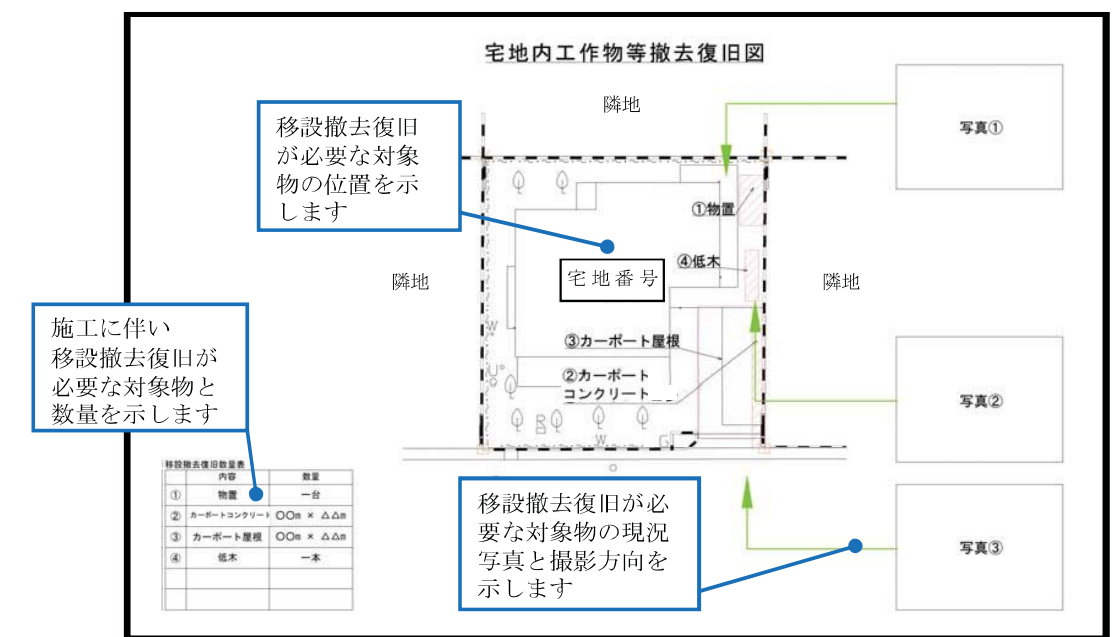 宅地内工作物等撤去復旧図
隣地
移設撤去復旧
が必要な対象
物の位置を示
します
写真①
①物置
④低木
宅地番号
隣地
隣地
施工に伴い
移設撤去復旧が
必要な対象物と
数量を示します
W
③カーポート屋根
②カーポート
コンクリート
写真②
W
G
移設撤去復旧数量表
内容 数量
① 物置 一台
② カーポートコンクリート 〇〇m × △△m
③ カーポート屋根 〇〇m × △△m
④ 低木 一本
移設撤去復旧が必
要な対象物の現況
写真と撮影方向を
示します
写真③